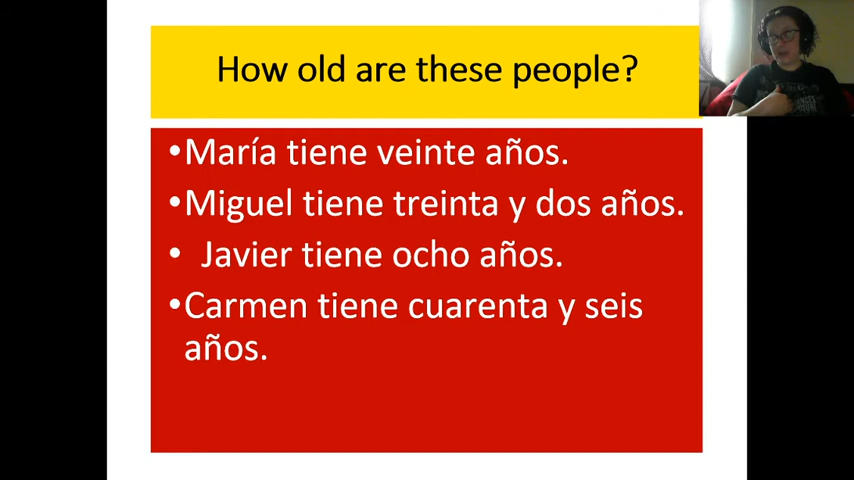 How old are these people?
•María tiene veinte años.
•Miguel tiene treinta y dos años.
• Javier tiene ocho años.
•Carmen tiene cuarenta y seis
años.